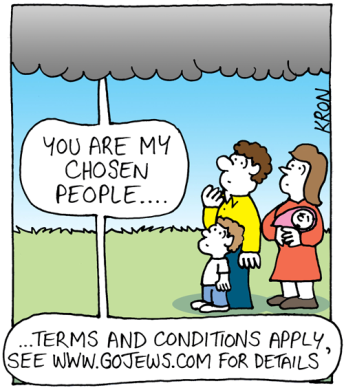 KRON
YOU ARE MY
CHOSEN
PEOPLE....
...TERMS AND CONDITIONS APPLY,
SEE WWW.GOJEWS.COM FOR DETAILS